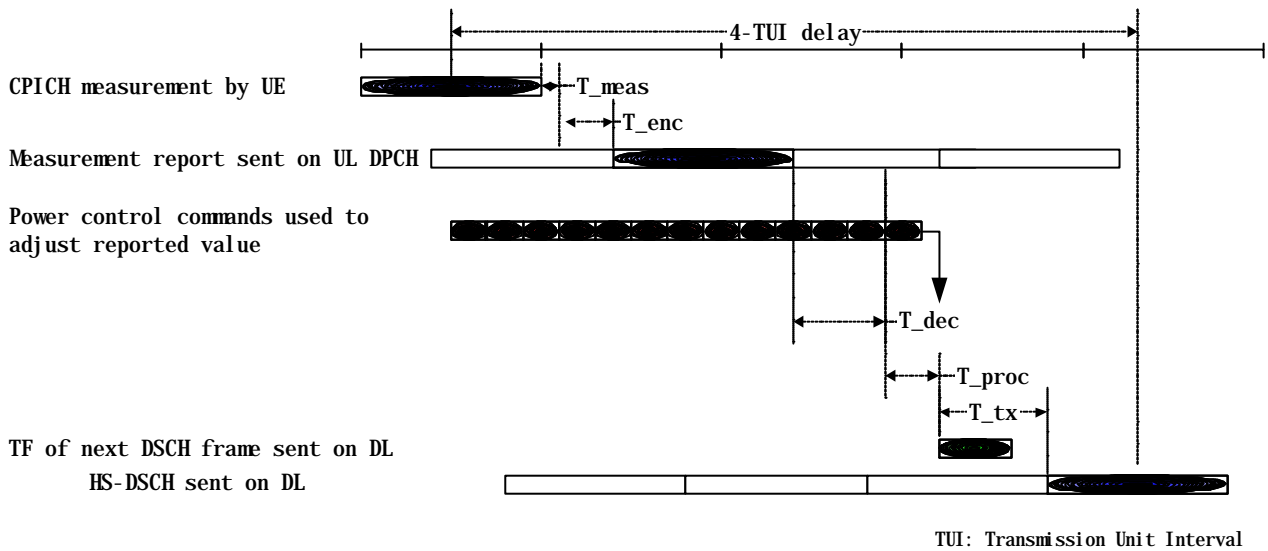 4-TUI delay
CPICH measurement by UE
T_meas
T_enc
Measurement report sent on UL DPCH
Power control commands used to
adjust reported value
T_dec
T_proc
T_tx
TF of next DSCH frame sent on DL
HS-DSCH sent on DL
TUI: Transmission Unit Interval